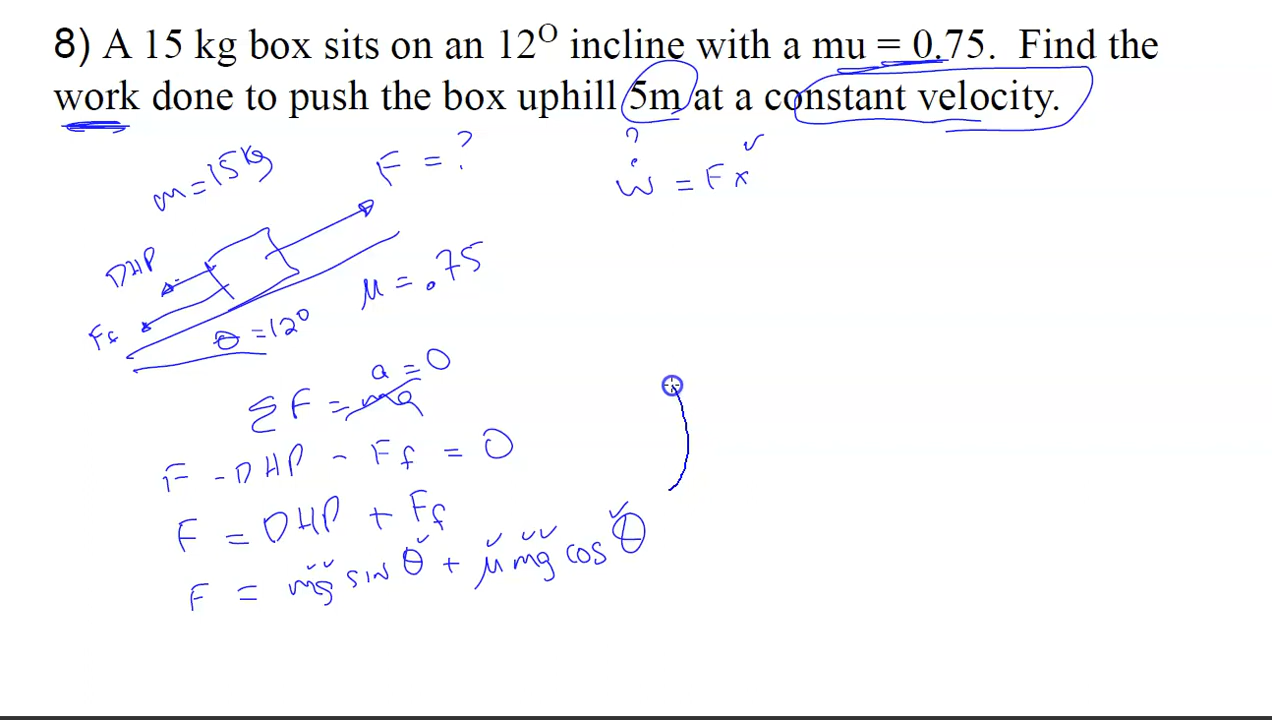 8) A 15 kg box sits on an 12° incline with a mu = 0.75. Find the
work done to push the box uphill 5m at a constant velocity.
m = 15kg
F = ?
?
W = Fx
DHP
μ = .75
Ff
θ = 12°
a = 0
ΣF = ma
F - DHP - Ff = 0
F = DHP + Ff
F = mg sin θ + μ mg cos θ